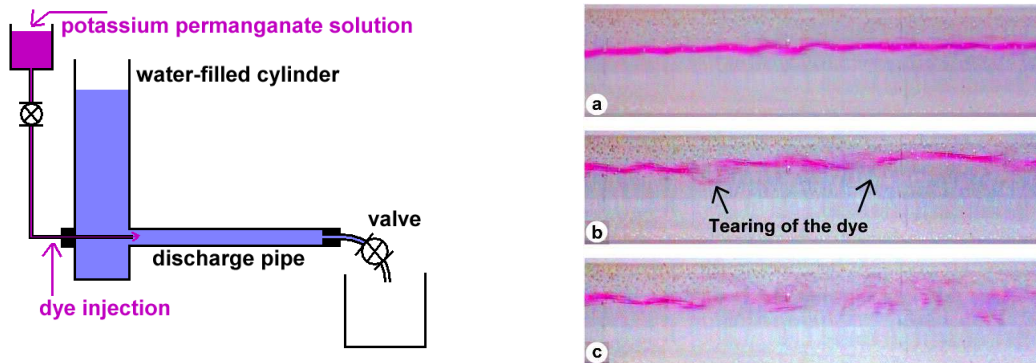 potassium permanganate solution
water-filled cylinder
valve
discharge pipe
dye injection
a
Tearing of the dye
b
c